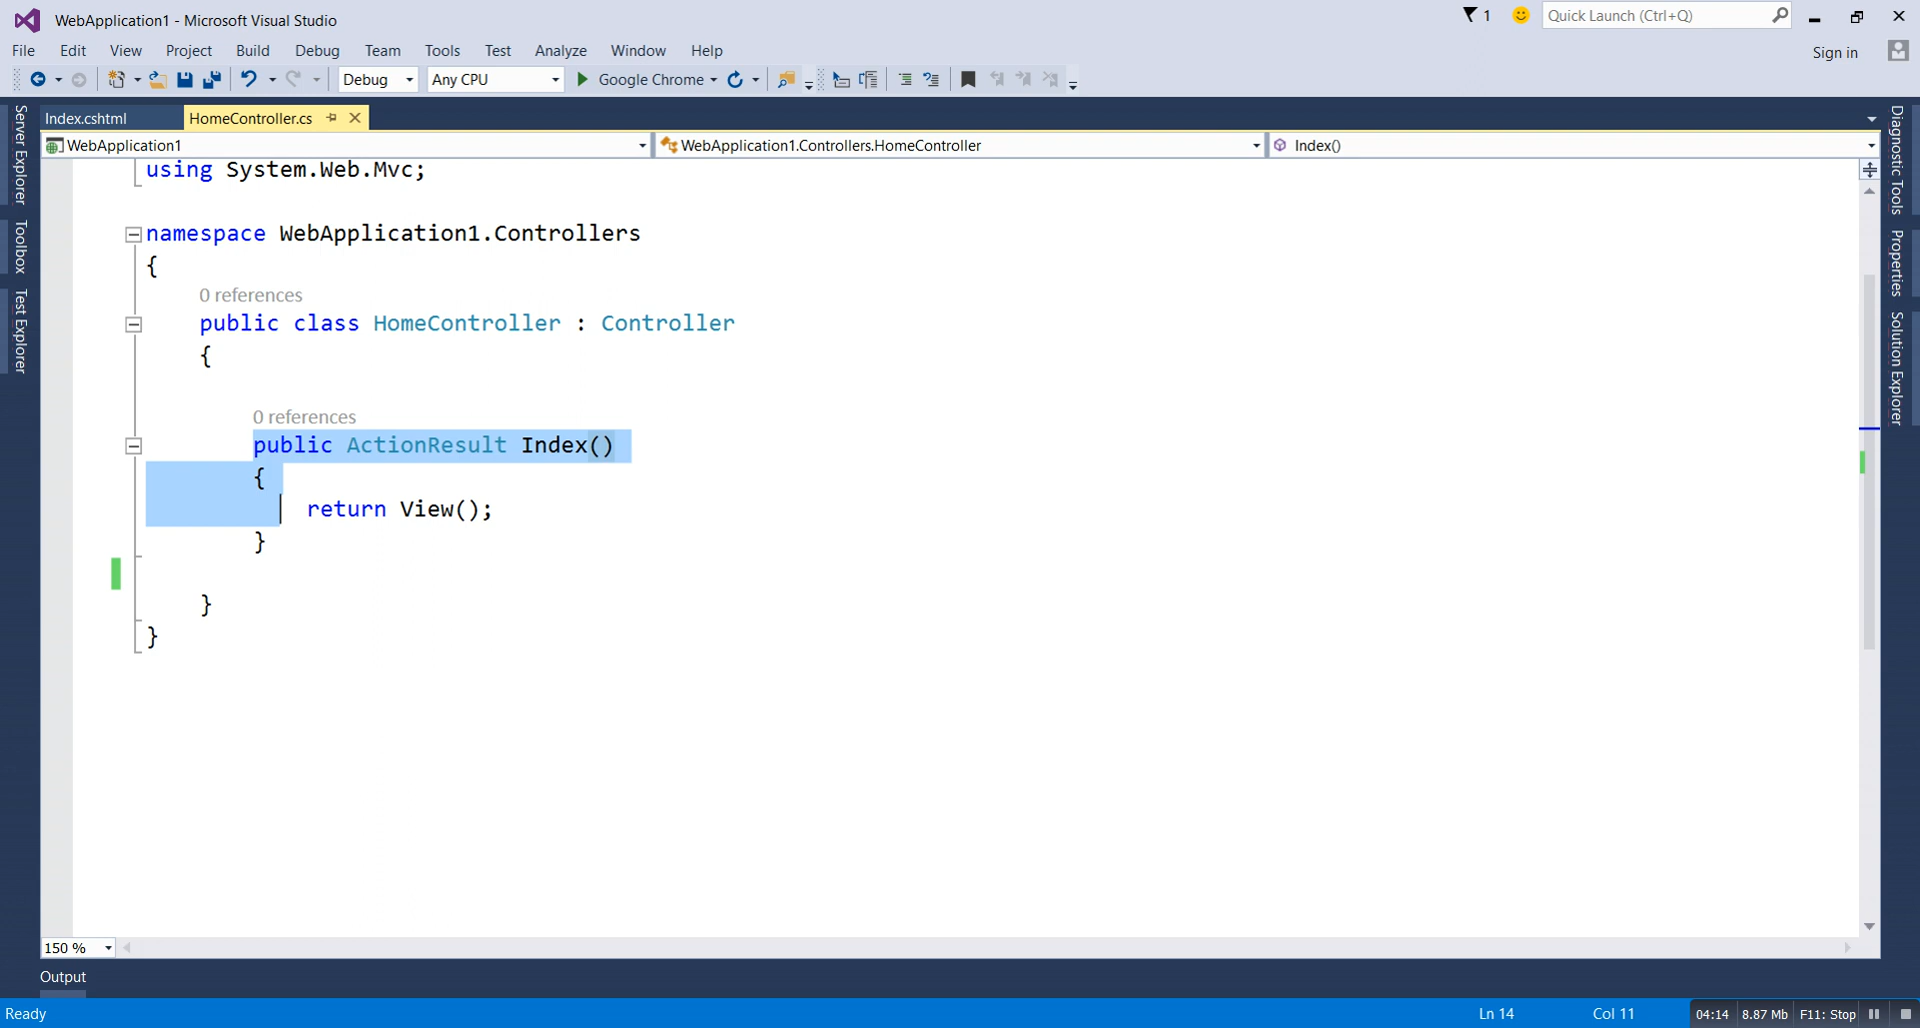 WebApplication1 - Microsoft Visual Studio
1
Quick Launch (Ctrl+Q)
File Edit View Project Build Debug Team Tools Test Analyze Window Help
Sign in
Debug Any CPU Google Chrome
Server Explorer
Toolbox
Test Explorer
Index.cshtml HomeController.cs
WebApplication1 WebApplication1.Controllers.HomeController Index()
using System.Web.Mvc;
namespace WebApplication1.Controllers
{
0 references
public class HomeController : Controller
{
0 references
public ActionResult Index()
{
return View();
}
}
}
Diagnostic Tools
Properties
Solution Explorer
150 %
Output
Ready Ln 14 Col 11 04:14 8.87 Mb F11: Stop